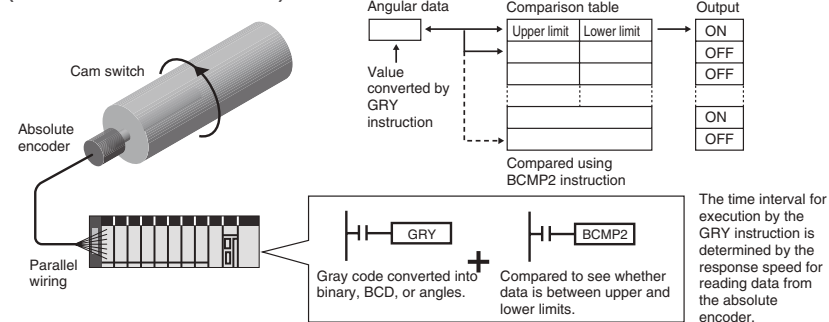 Angular data
Comparison table
Output
Upper limit
Lower limit
ON
OFF
OFF
ON
OFF
Value
converted by
GRY
instruction
Compared using
BCMP2 instruction
Cam switch
Absolute
encoder
Parallel
wiring
GRY
Gray code converted into
binary, BCD, or angles.
+
BCMP2
Compared to see whether
data is between upper and
lower limits.
The time interval for
execution by the
GRY instruction is
determined by the
response speed for
reading data from
the absolute
encoder.